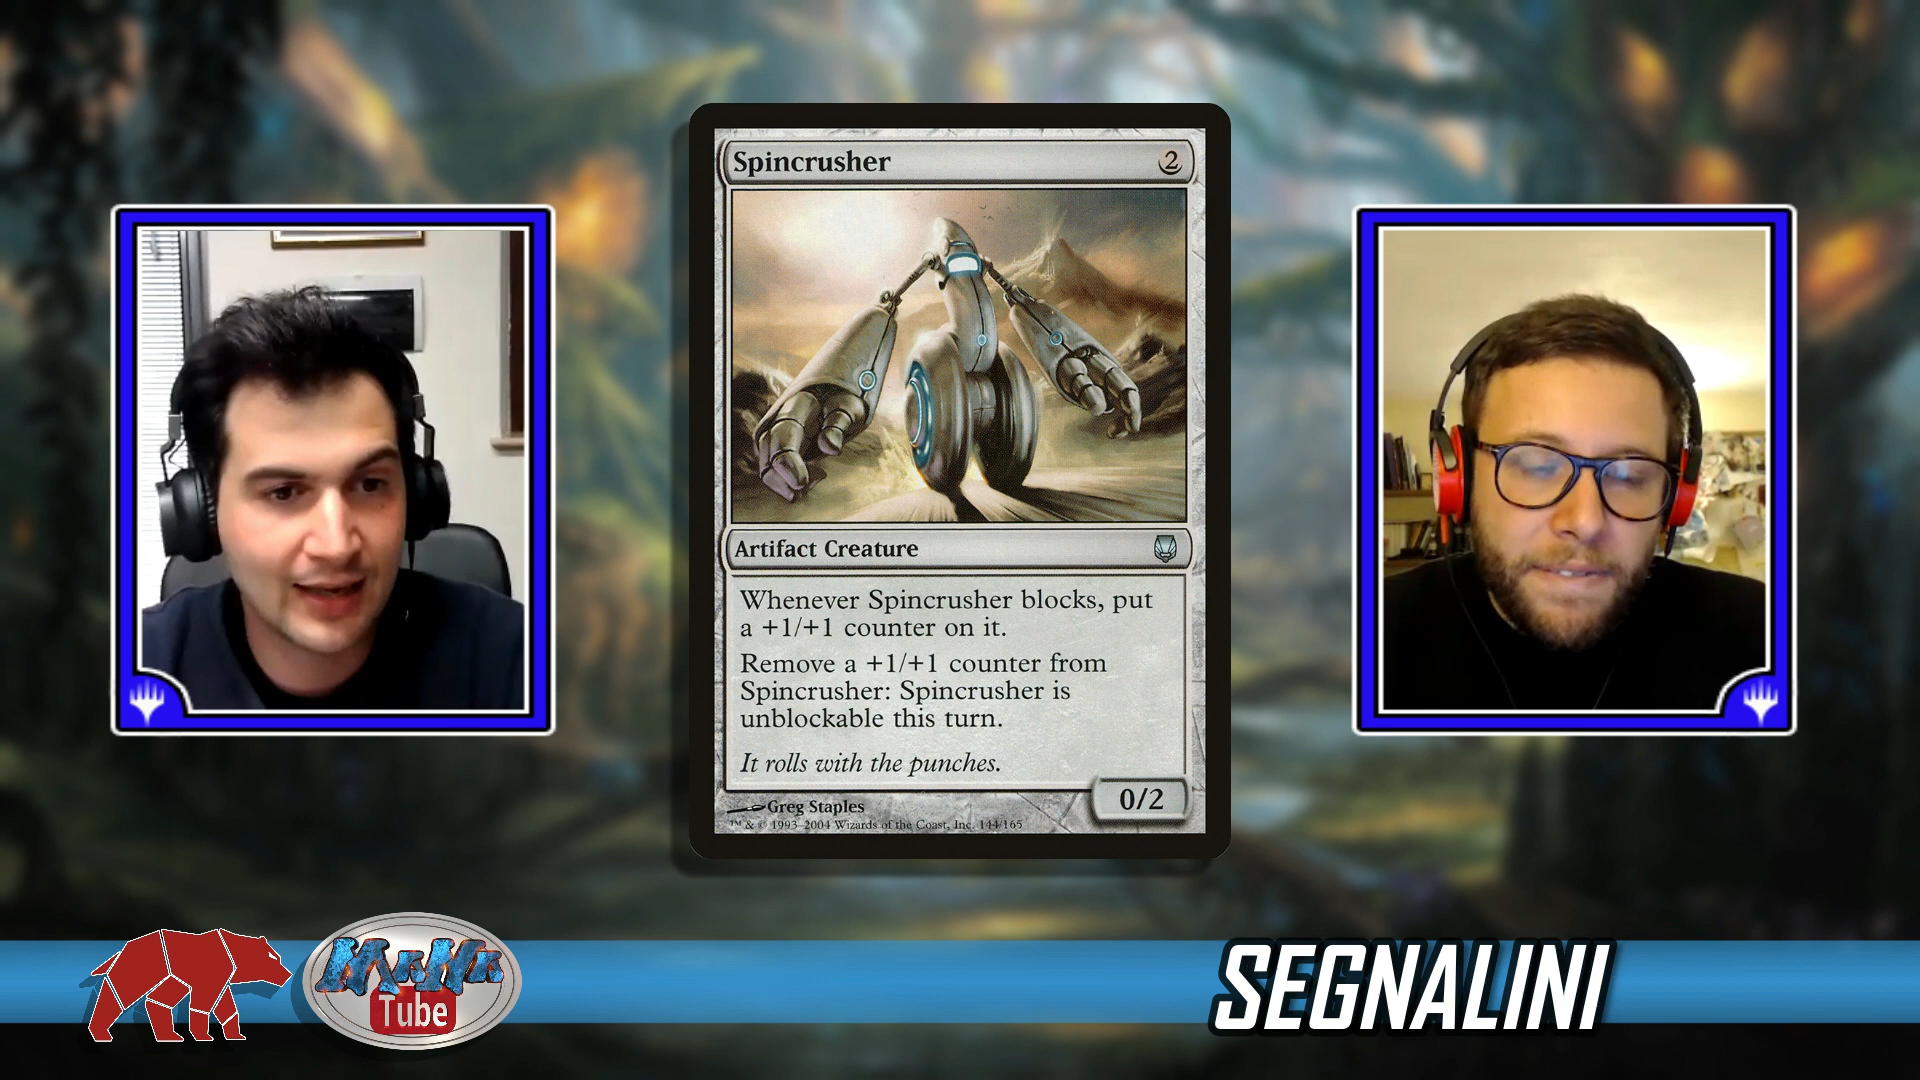 Spincrusher 2
Artifact Creature
Whenever Spincrusher blocks, put
a +1/+1 counter on it.
Remove a +1/+1 counter from
Spincrusher: Spincrusher is
unblockable this turn.
It rolls with the punches.
0/2
Greg Staples
™ & © 1993–2004 Wizards of the Coast, Inc. 144/165
MaNa
Tube
SEGNALINI